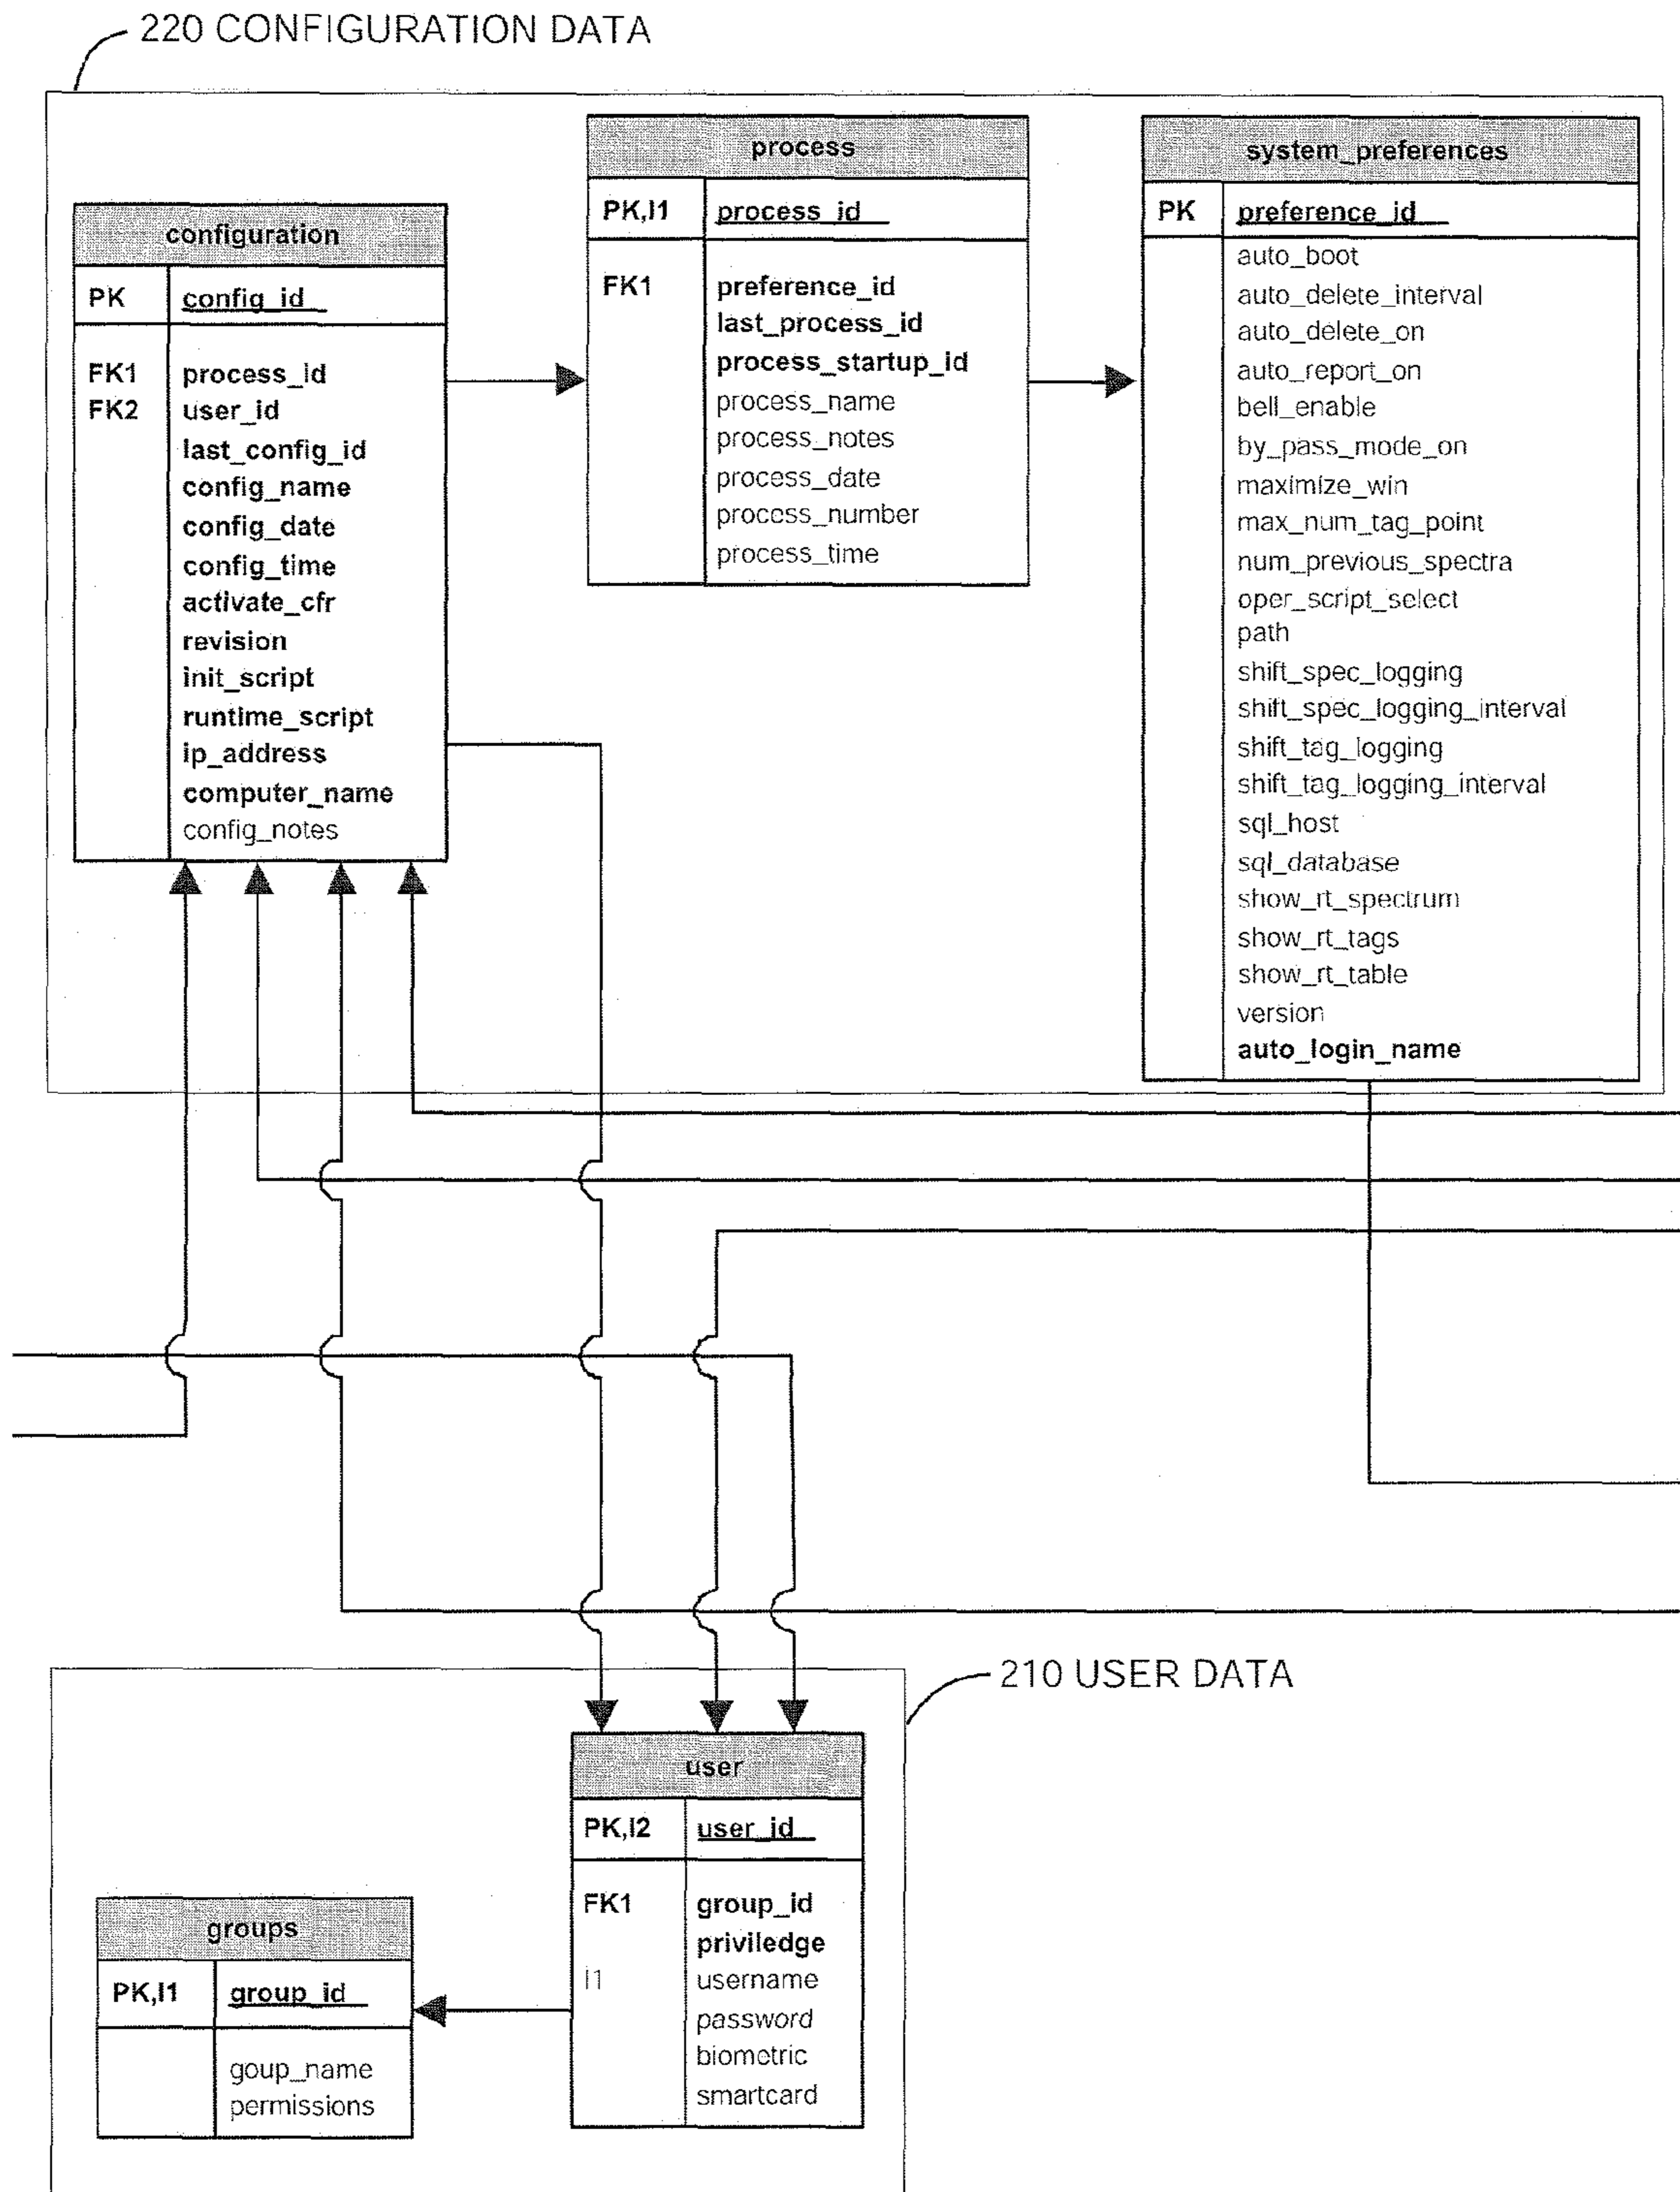 220 CONFIGURATION DATA
configuration
PK config_id
FK1 process_id
FK2 user_id
last_config_id
config_name
config_date
config_time
activate_cfr
revision
init_script
runtime_script
ip_address
computer_name
config_notes
process
PK,I1 process_id
FK1 preference_id
last_process_id
process_startup_id
process_name
process_notes
process_date
process_number
process_time
system_preferences
PK preference_id
auto_boot
auto_delete_interval
auto_delete_on
auto_report_on
bell_enable
by_pass_mode_on
maximize_win
max_num_tag_point
num_previous_spectra
oper_script_select
path
shift_spec_logging
shift_spec_logging_interval
shift_tag_logging
shift_tag_logging_interval
sql_host
sql_database
show_rt_spectrum
show_rt_tags
show_rt_table
version
auto_login_name
210 USER DATA
groups
PK,I1 group_id
goup_name
permissions
user
PK,I2 user_id
FK1 group_id
priviledge
I1 username
password
biometric
smartcard